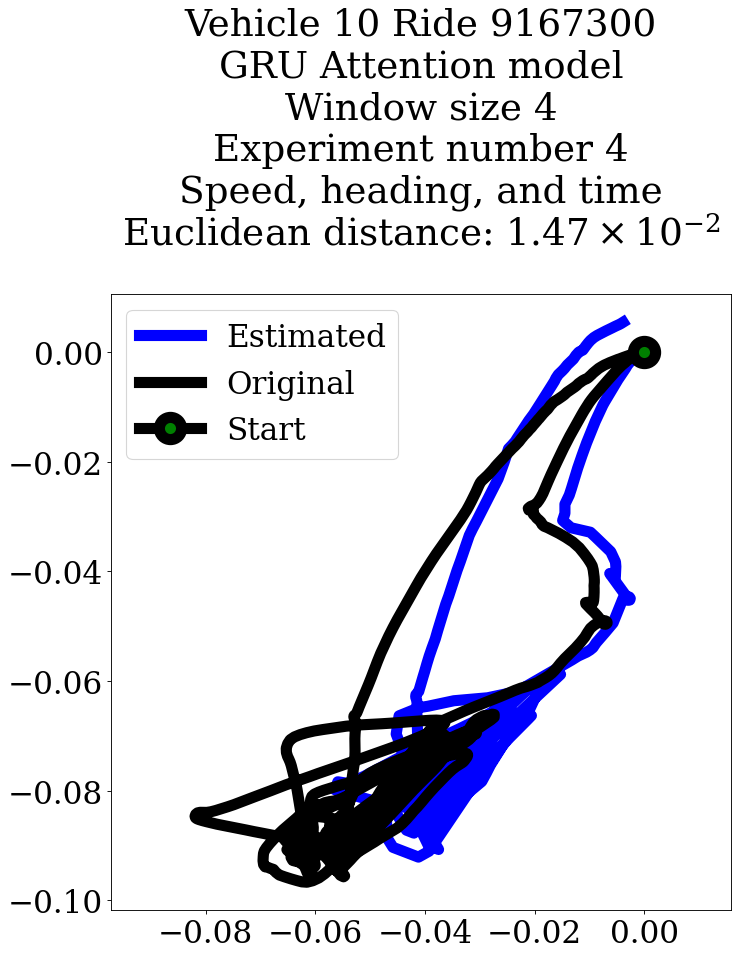 Vehicle 10 Ride 9167300
GRU Attention model
Window size 4
Experiment number 4
Speed, heading, and time
Euclidean distance: 1.47 × 10⁻²
Estimated
Original
Start
0.00
−0.02
−0.04
−0.06
−0.08
−0.10
−0.08 −0.06 −0.04 −0.02 0.00